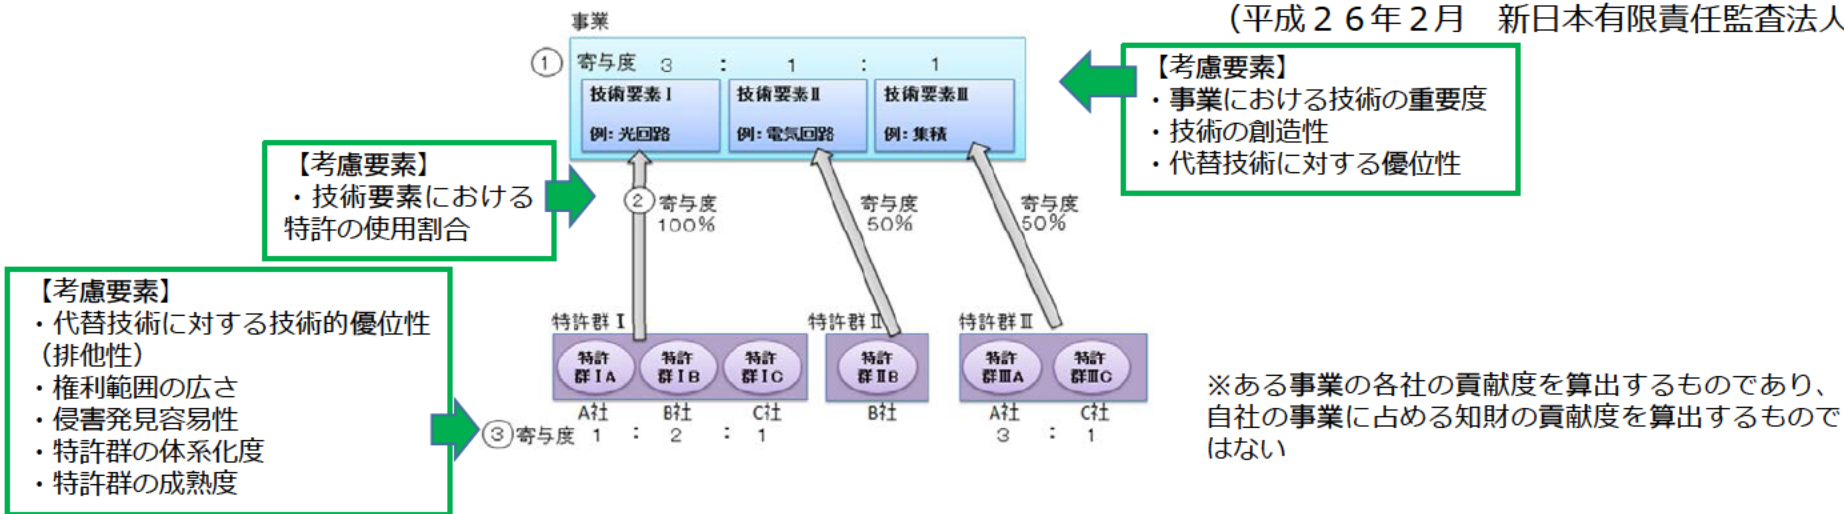 (平成２６年２月　新日本有限責任監査法人
事業
① 寄与度 3 : 1 : 1
技術要素Ⅰ
例:光回路
技術要素Ⅱ
例:電気回路
技術要素Ⅲ
例:集積
【考慮要素】
・事業における技術の重要度
・技術の創造性
・代替技術に対する優位性
【考慮要素】
・技術要素における
特許の使用割合
② 寄与度
100%
寄与度
50%
寄与度
50%
【考慮要素】
・代替技術に対する技術的優位性
（排他性）
・権利範囲の広さ
・侵害発見容易性
・特許群の体系化度
・特許群の成熟度
特許群Ⅰ
特許
群ⅠA
特許
群ⅠB
特許
群ⅠC
A社 B社 C社
③寄与度 1 : 2 : 1
特許群Ⅱ
特許
群ⅡB
B社
特許群Ⅲ
特許
群ⅢA
特許
群ⅢC
A社 C社
3 : 1
※ある事業の各社の貢献度を算出するものであり、
自社の事業に占める知財の貢献度を算出するもので
はない